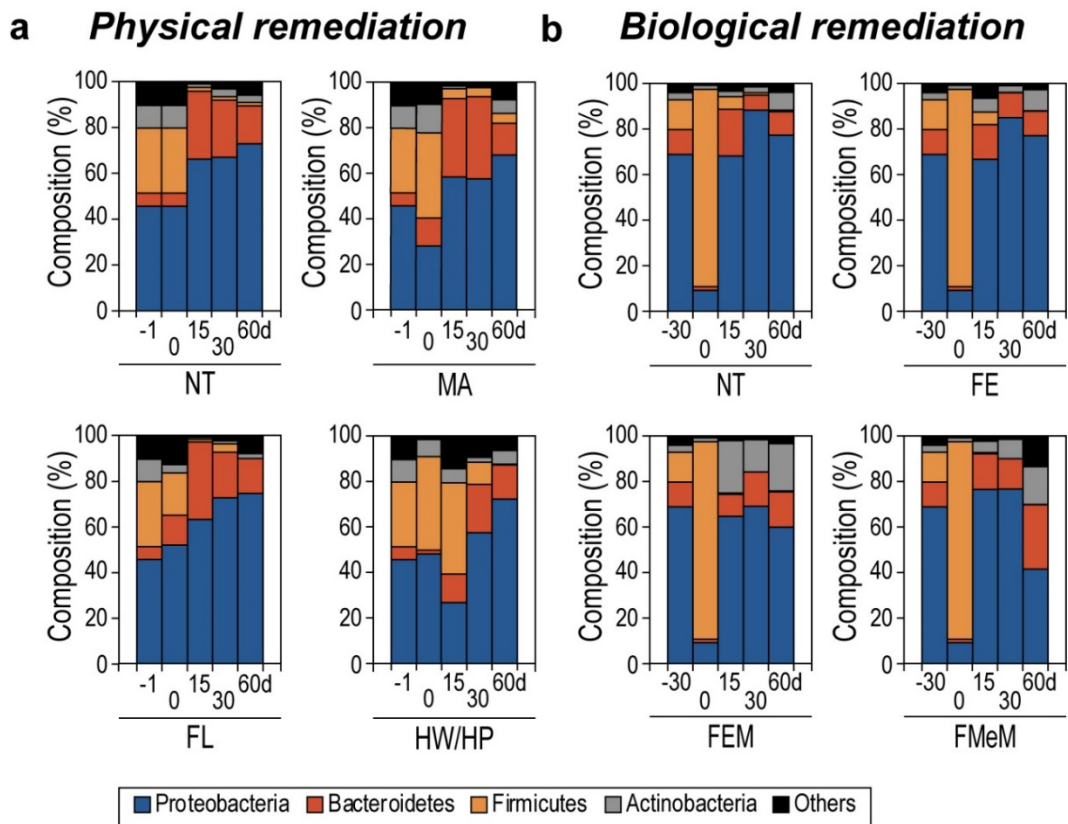 a Physical remediation b Biological remediation
Composition (%)
100
80
60
40
20
0
-1 0 15 30 60d
NT
Composition (%)
100
80
60
40
20
0
-1 0 15 30 60d
MA
Composition (%)
100
80
60
40
20
0
-30 0 15 30 60d
NT
Composition (%)
100
80
60
40
20
0
-30 0 15 30 60d
FE
Composition (%)
100
80
60
40
20
0
-1 0 15 30 60d
FL
Composition (%)
100
80
60
40
20
0
-1 0 15 30 60d
HW/HP
Composition (%)
100
80
60
40
20
0
-30 0 15 30 60d
FEM
Composition (%)
100
80
60
40
20
0
-30 0 15 30 60d
FMeM
Proteobacteria Bacteroidetes Firmicutes Actinobacteria Others